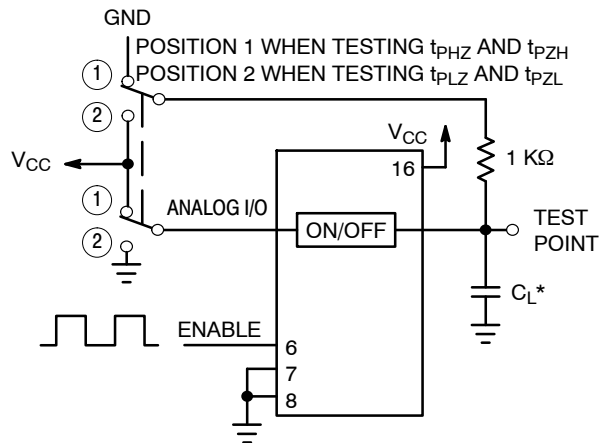 GND
POSITION 1 WHEN TESTING tPHZ AND tPZH
① POSITION 2 WHEN TESTING tPLZ AND tPZL
②
VCC
VCC
16
1 KΩ
①
ANALOG I/O
ON/OFF
TEST
POINT
②
CL*
ENABLE
6
7
8